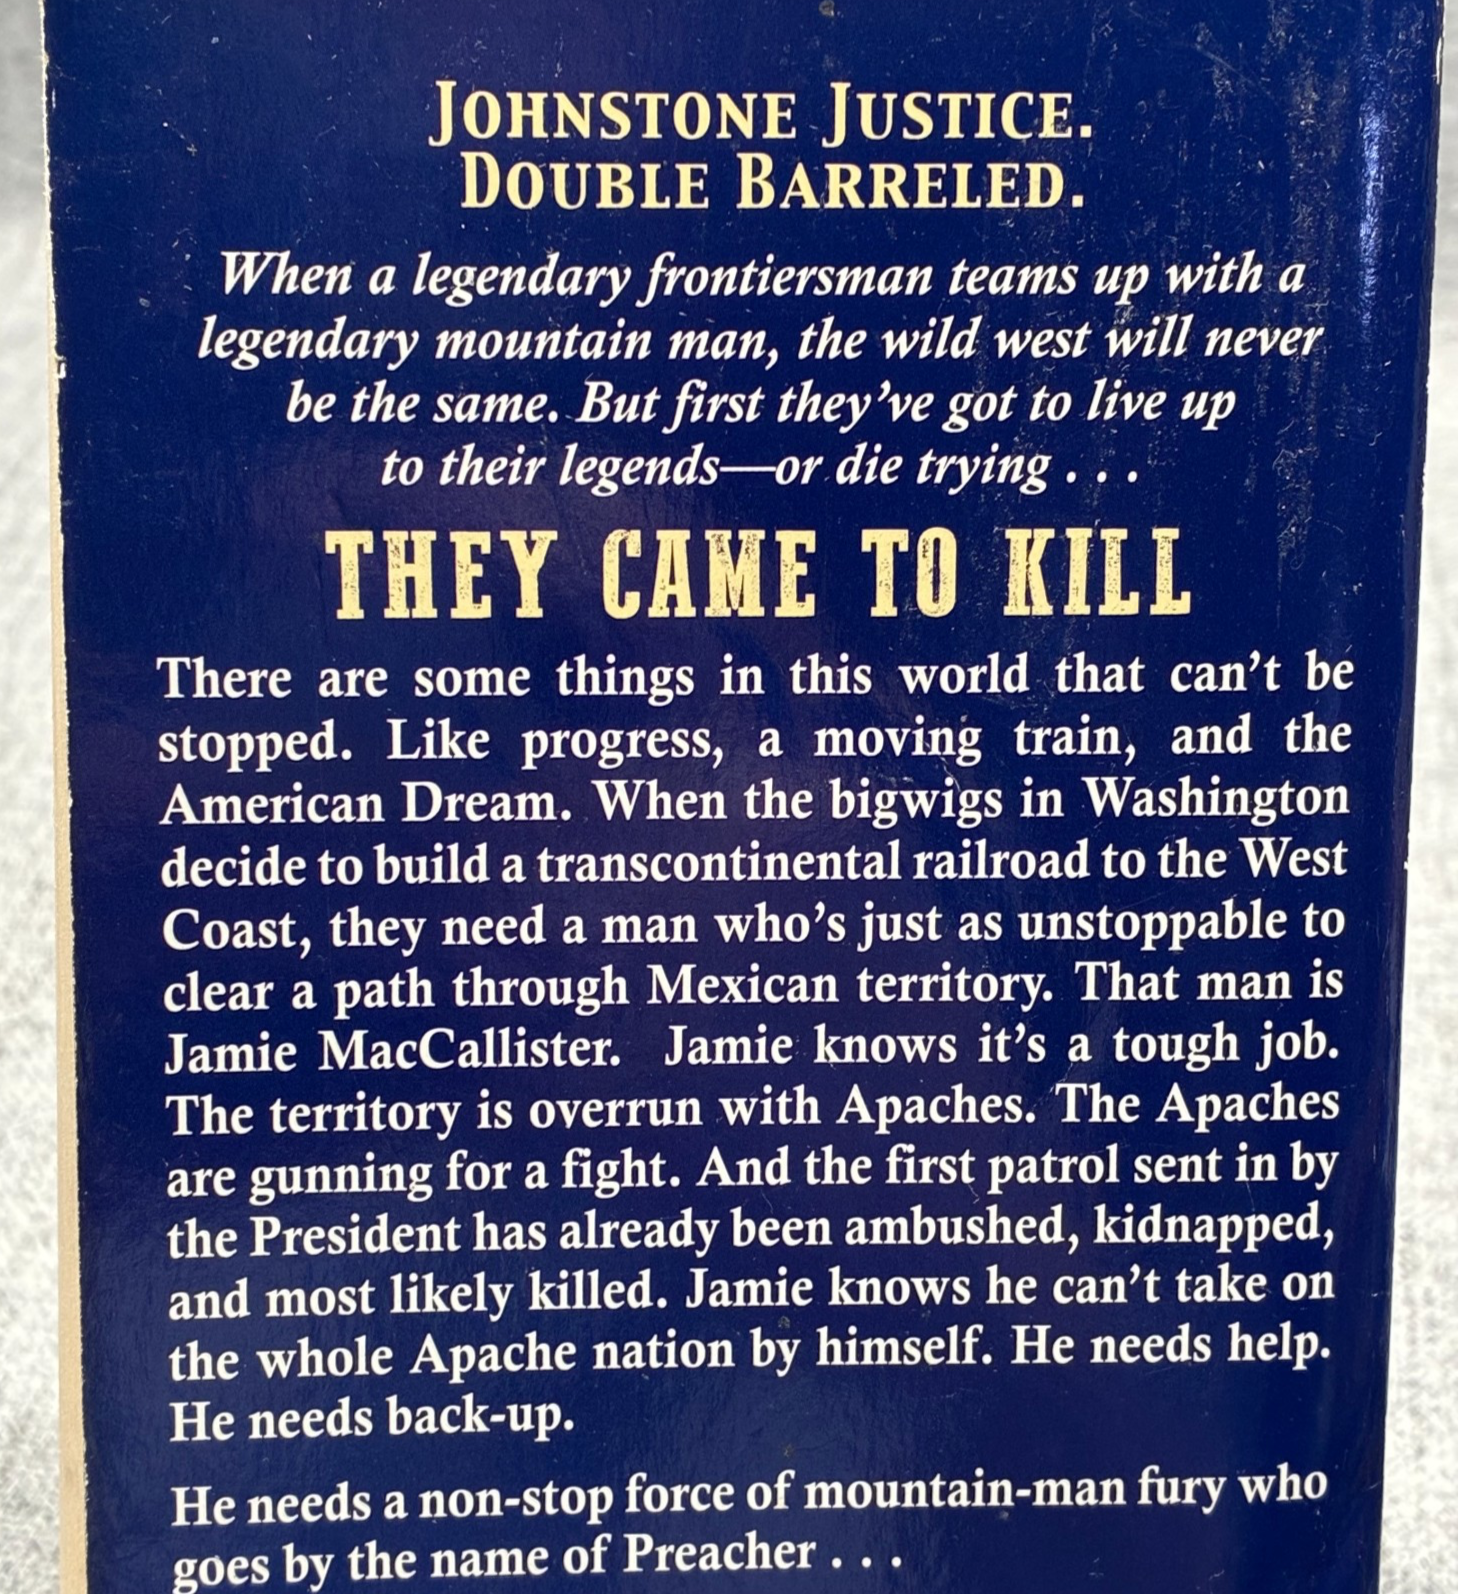 JOHNSTONE JUSTICE.
DOUBLE BARRELED.
When a legendary frontiersman teams up with a
legendary mountain man, the wild west will never
be the same. But first they've got to live up
to their legends—or die trying . . .
THEY CAME TO KILL
There are some things in this world that can't be
stopped. Like progress, a moving train, and the
American Dream. When the bigwigs in Washington
decide to build a transcontinental railroad to the West
Coast, they need a man who's just as unstoppable to
clear a path through Mexican territory. That man is
Jamie MacCallister. Jamie knows it's a tough job.
The territory is overrun with Apaches. The Apaches
are gunning for a fight. And the first patrol sent in by
the President has already been ambushed, kidnapped,
and most likely killed. Jamie knows he can't take on
the whole Apache nation by himself. He needs help.
He needs back-up.
He needs a non-stop force of mountain-man fury who
goes by the name of Preacher . . .